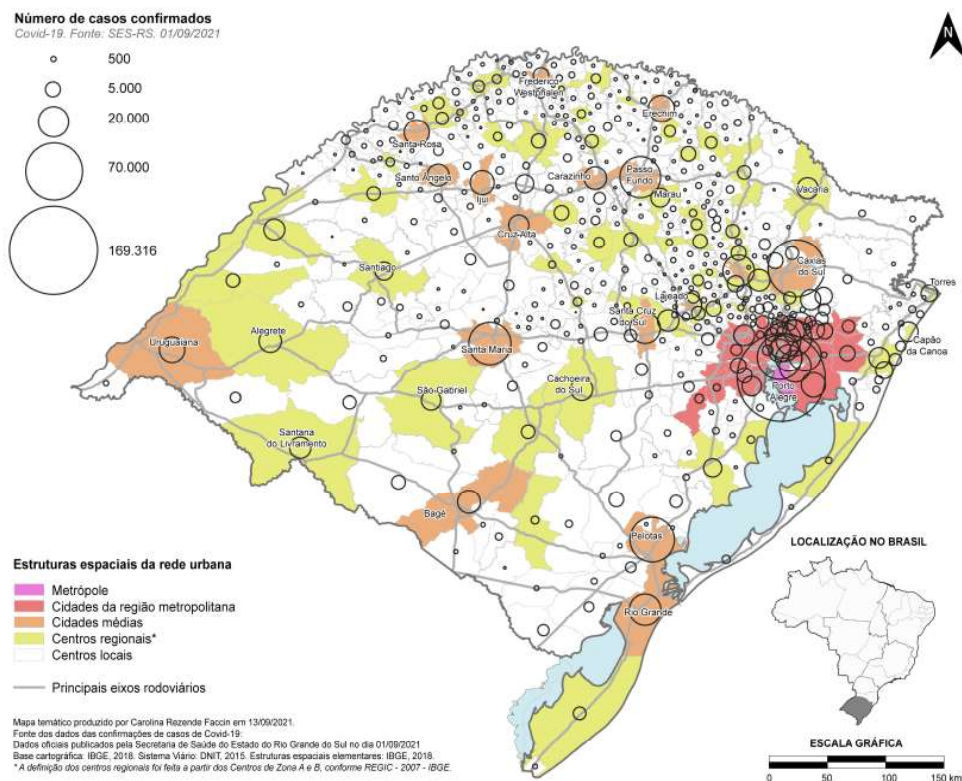 Número de casos confirmados
Covid-19. Fonte: SES-RS. 01/09/2021
500
5.000
20.000
70.000
169.316
N
Frederico
Westphalen
Erechim
Santa Rosa
Santo Ângelo
Ijuí
Carazinho
Passo
Fundo
Marau
Vacaria
Cruz Alta
Santiago
Caxias
do Sul
Torres
Lajeado
Santa Cruz
do Sul
Capão
da Canoa
Uruguaiana
Alegrete
Santa Maria
Porto
Alegre
São Gabriel
Cachoeira
do Sul
Santana
do Livramento
Bagé
Pelotas
Rio Grande
Estruturas espaciais da rede urbana
Metrópole
Cidades da região metropolitana
Cidades médias
Centros regionais*
Centros locais
Principais eixos rodoviários
Mapa temático produzido por Carolina Rezende Faccin em 13/09/2021.
Fonte dos dados das confirmações de casos de Covid-19:
Dados oficiais publicados pela Secretaria de Saúde do Estado do Rio Grande do Sul no dia 01/09/2021
Base cartográfica: IBGE, 2018. Sistema Viário: DNIT, 2015. Estruturas espaciais elementares: IBGE, 2018.
* A definição dos centros regionais foi feita a partir dos Centros de Zona A e B, conforme REGIC - 2007 - IBGE.
LOCALIZAÇÃO NO BRASIL
ESCALA GRÁFICA
0 50 100 150 km